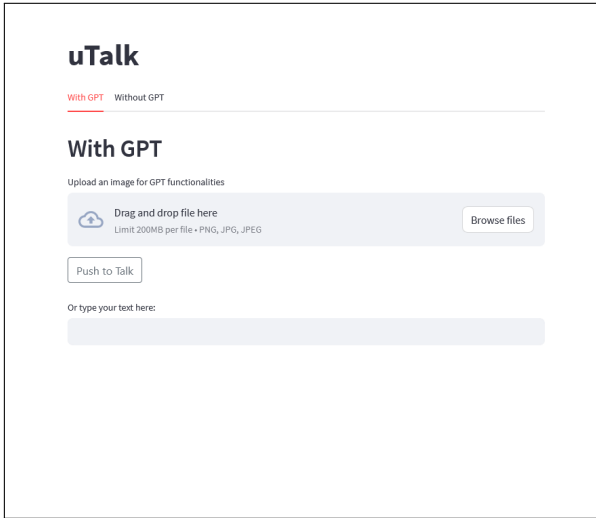 uTalk
With GPT Without GPT
With GPT
Upload an image for GPT functionalities
Drag and drop file here
Limit 200MB per file • PNG, JPG, JPEG
Browse files
Push to Talk
Or type your text here: